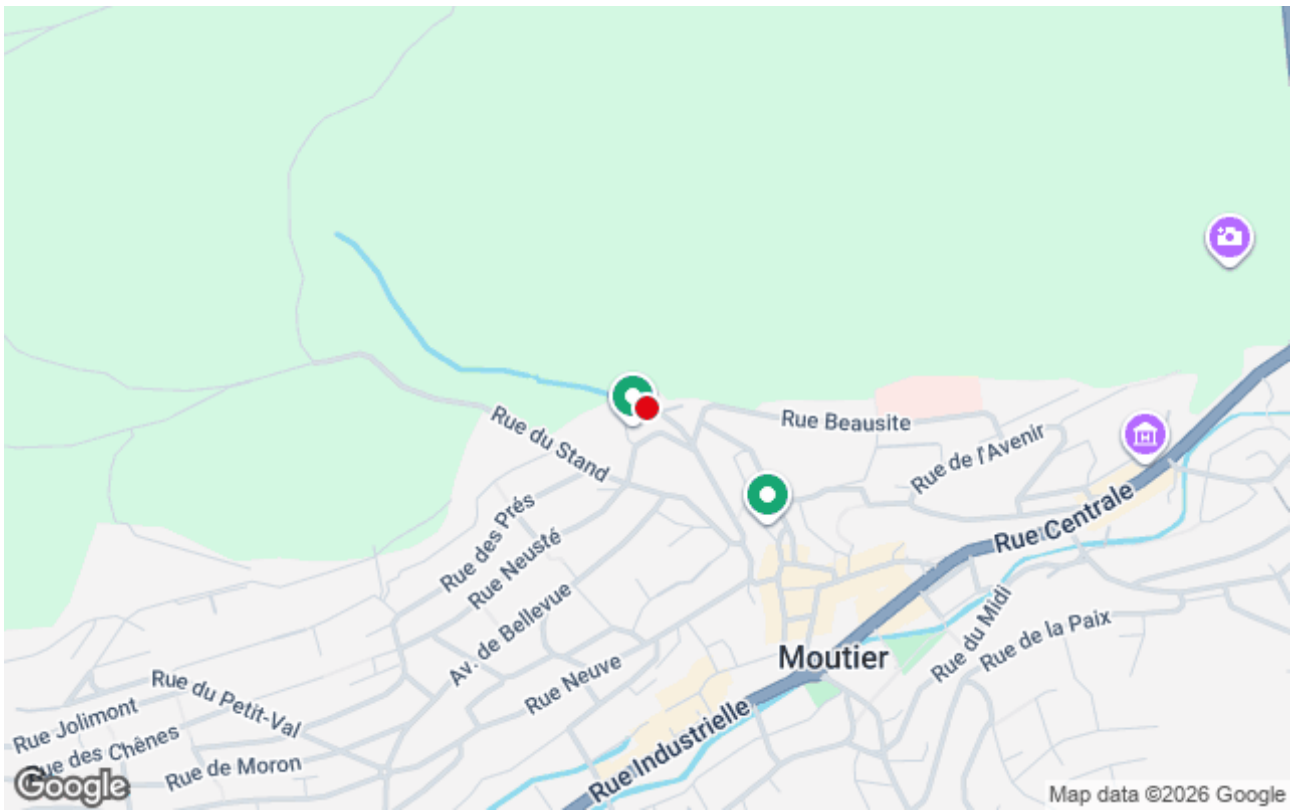 Rue Beausite
Rue de l'Avenir
Rue du Stand
Rue des Prés
Rue Centrale
Rue Neusté
Av. de Bellevue
Rue du Midi
Rue de la Paix
Moutier
Rue Neuve
Rue du Petit-Val
Rue Jolimont
Rue des Chênes
Rue de Moron
Rue Industrielle
Google
Map data ©2026 Google